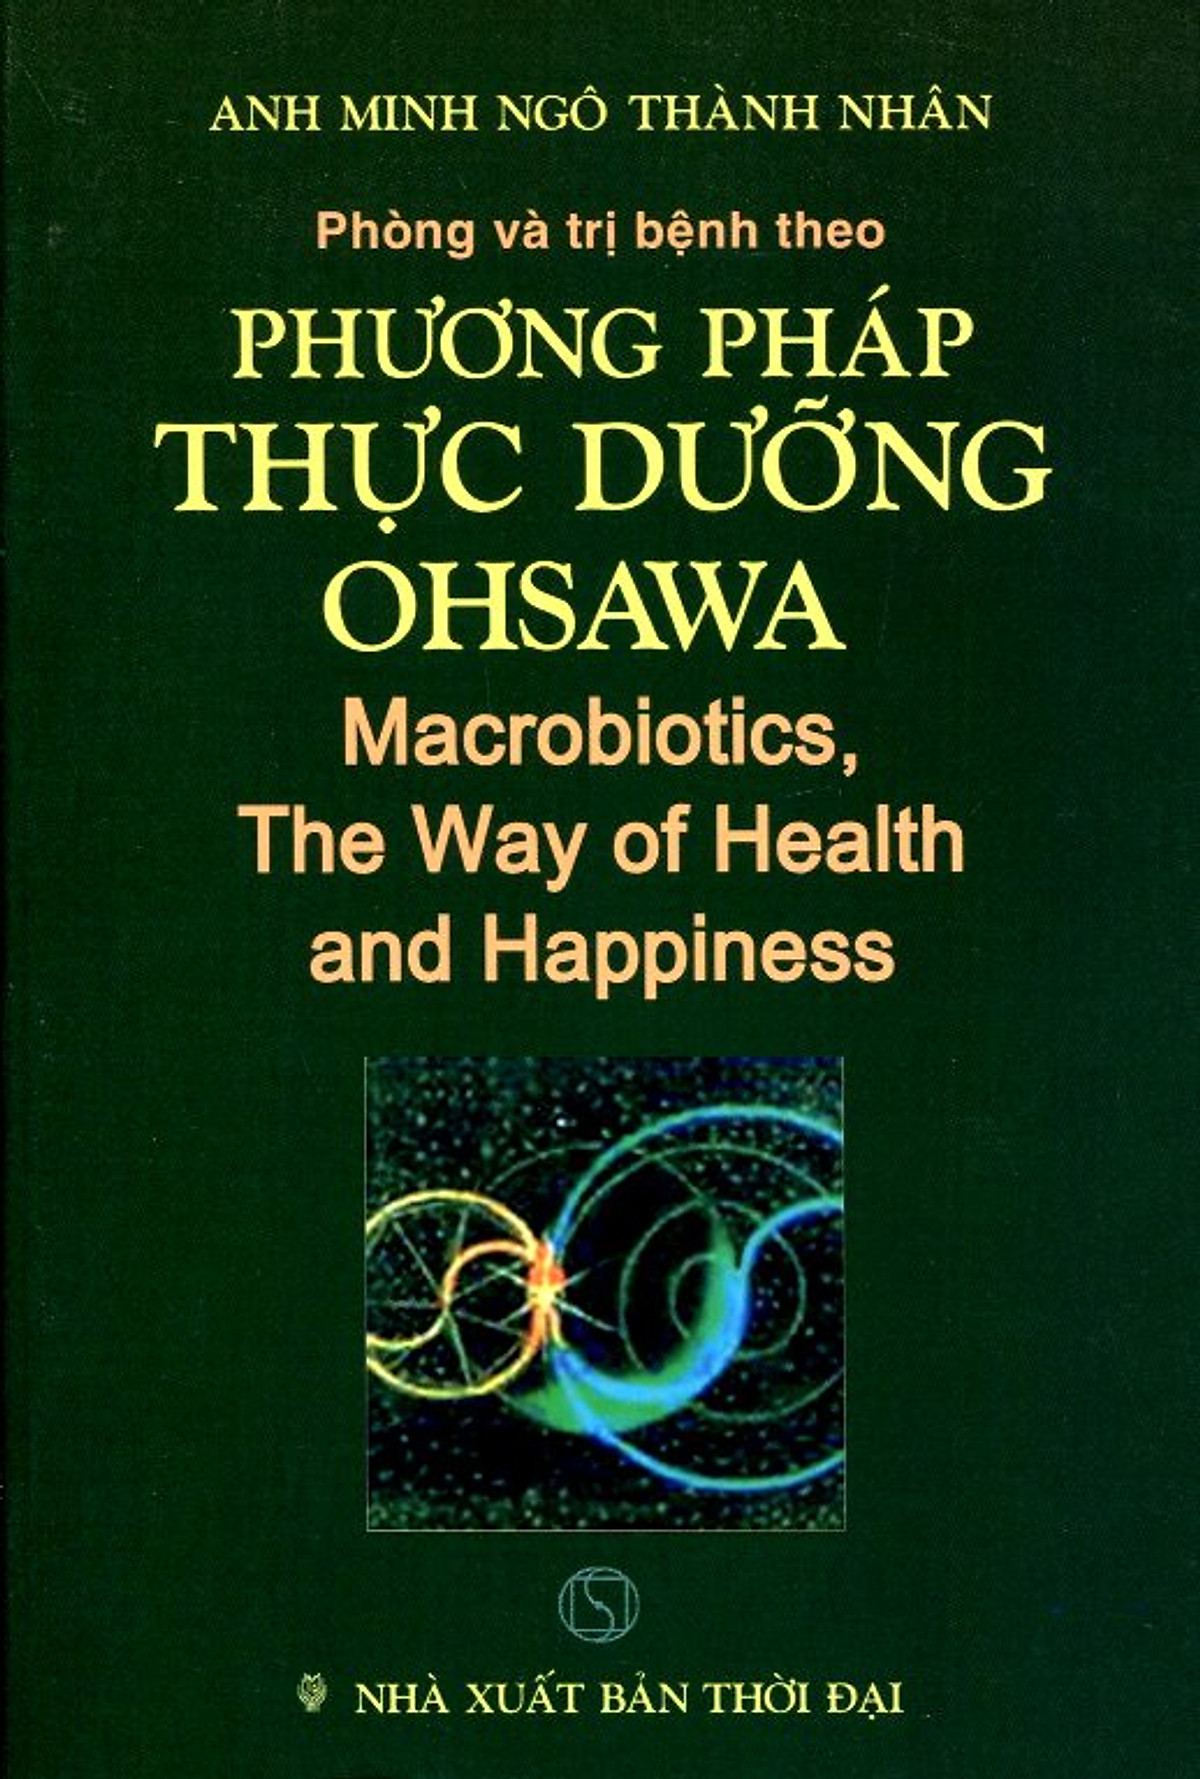 ANH MINH NGÔ THÀNH NHÂN
Phòng và trị bệnh theo
PHƯƠNG PHÁP
THỰC DƯỠNG
OHSAWA
Macrobiotics,
The Way of Health
and Happiness
NHÀ XUẤT BẢN THỜI ĐẠI